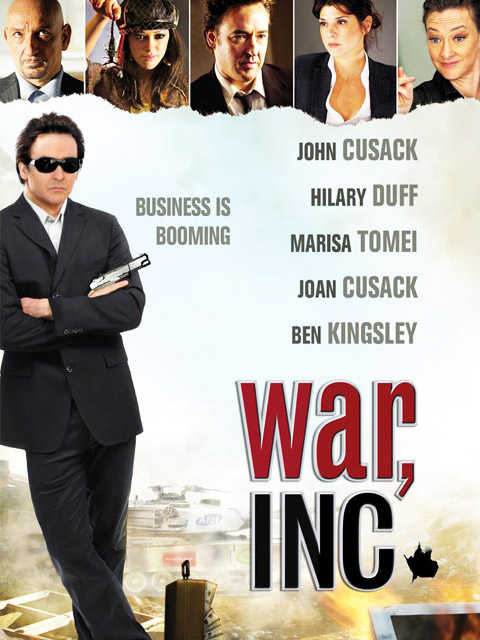 JOHN CUSACK
HILARY DUFF
BUSINESS IS
BOOMING
MARISA TOMEI
JOAN CUSACK
BEN KINGSLEY
war,
INC